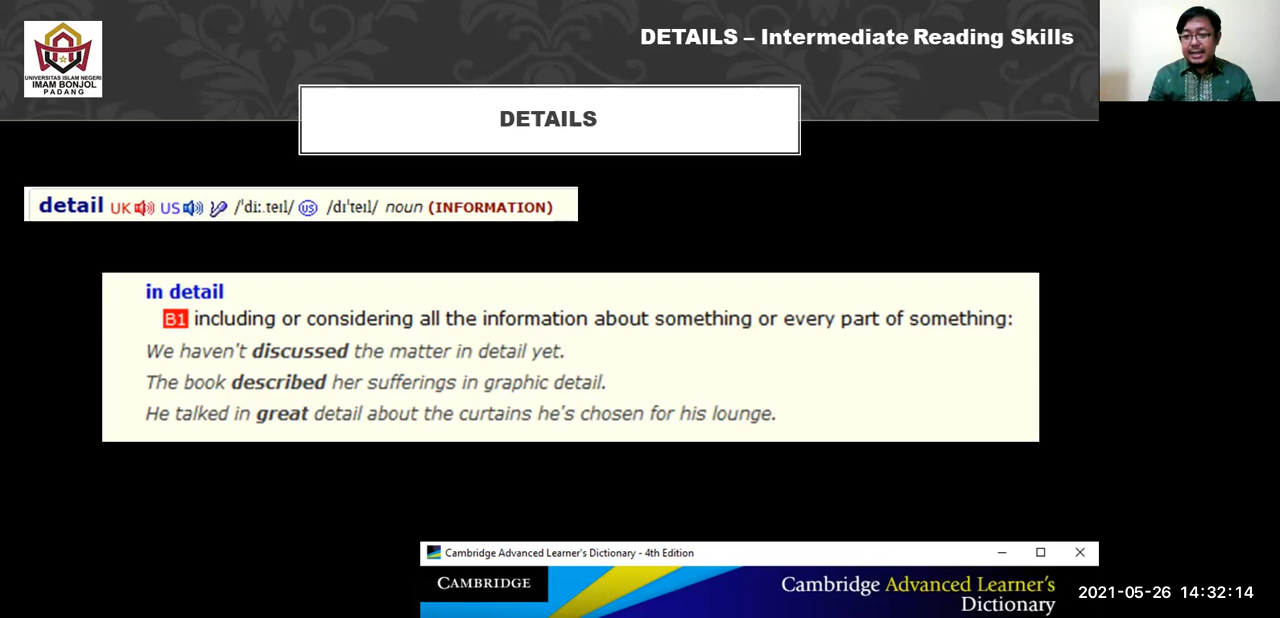 UNIVERSITAS ISLAM NEGERI
IMAM BONJOL
PADANG
DETAILS – Intermediate Reading Skills
DETAILS
detail UK US /ˈdiː.teɪl/ US /dɪˈteɪl/ noun (INFORMATION)
in detail
B1 including or considering all the information about something or every part of something:
We haven't discussed the matter in detail yet.
The book described her sufferings in graphic detail.
He talked in great detail about the curtains he's chosen for his lounge.
Cambridge Advanced Learner's Dictionary - 4th Edition
CAMBRIDGE
Cambridge Advanced Learner's
Dictionary
2021-05-26 14:32:14